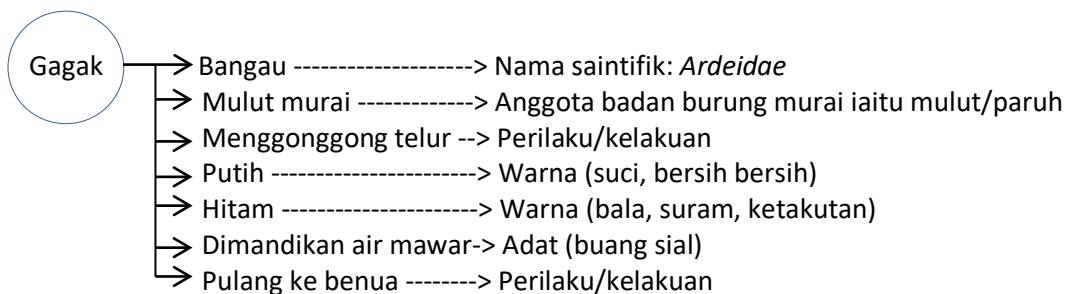 Gagak
Bangau --------------------> Nama saintifik: Ardeidae
Mulut murai -------------> Anggota badan burung murai iaitu mulut/paruh
Menggonggong telur --> Perilaku/kelakuan
Putih -----------------------> Warna (suci, bersih bersih)
Hitam ----------------------> Warna (bala, suram, ketakutan)
Dimandikan air mawar-> Adat (buang sial)
Pulang ke benua --------> Perilaku/kelakuan